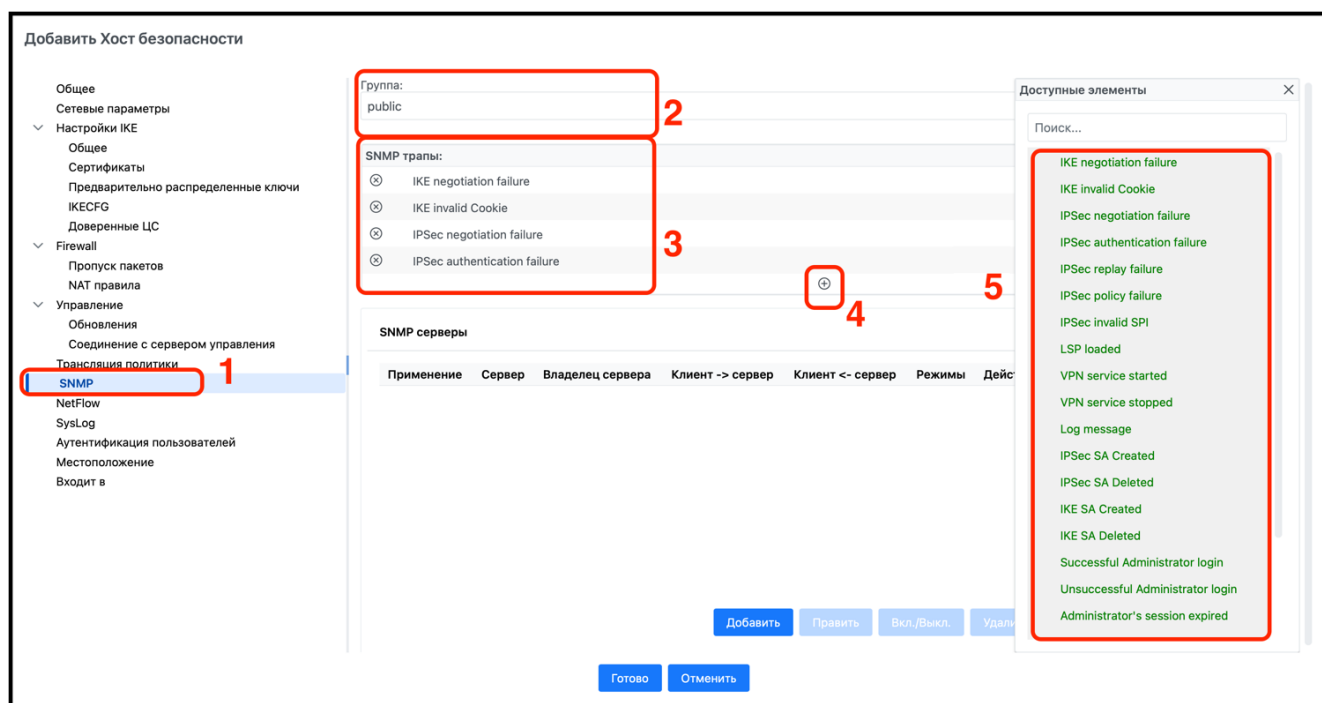 Добавить Хост безопасности
Общее
Сетевые параметры
Настройки IKE
Общее
Сертификаты
Предварительно распределенные ключи
IKECFG
Доверенные ЦС
Firewall
Пропуск пакетов
NAT правила
Управление
Обновления
Соединение с сервером управления
Трансляция политики
SNMP
1
NetFlow
SysLog
Аутентификация пользователей
Местоположение
Входит в
Группа:
public
2
SNMP трапы:
IKE negotiation failure
IKE invalid Cookie
IPSec negotiation failure
IPSec authentication failure
3
4
5
SNMP серверы
Применение Сервер Владелец сервера Клиент -> сервер Клиент <- сервер Режимы Дейс
Добавить Править Вкл./Выкл. Удали
Готово Отменить
Доступные элементы
Поиск...
IKE negotiation failure
IKE invalid Cookie
IPSec negotiation failure
IPSec authentication failure
IPSec replay failure
IPSec policy failure
IPSec invalid SPI
LSP loaded
VPN service started
VPN service stopped
Log message
IPSec SA Created
IPSec SA Deleted
IKE SA Created
IKE SA Deleted
Successful Administrator login
Unsuccessful Administrator login
Administrator's session expired